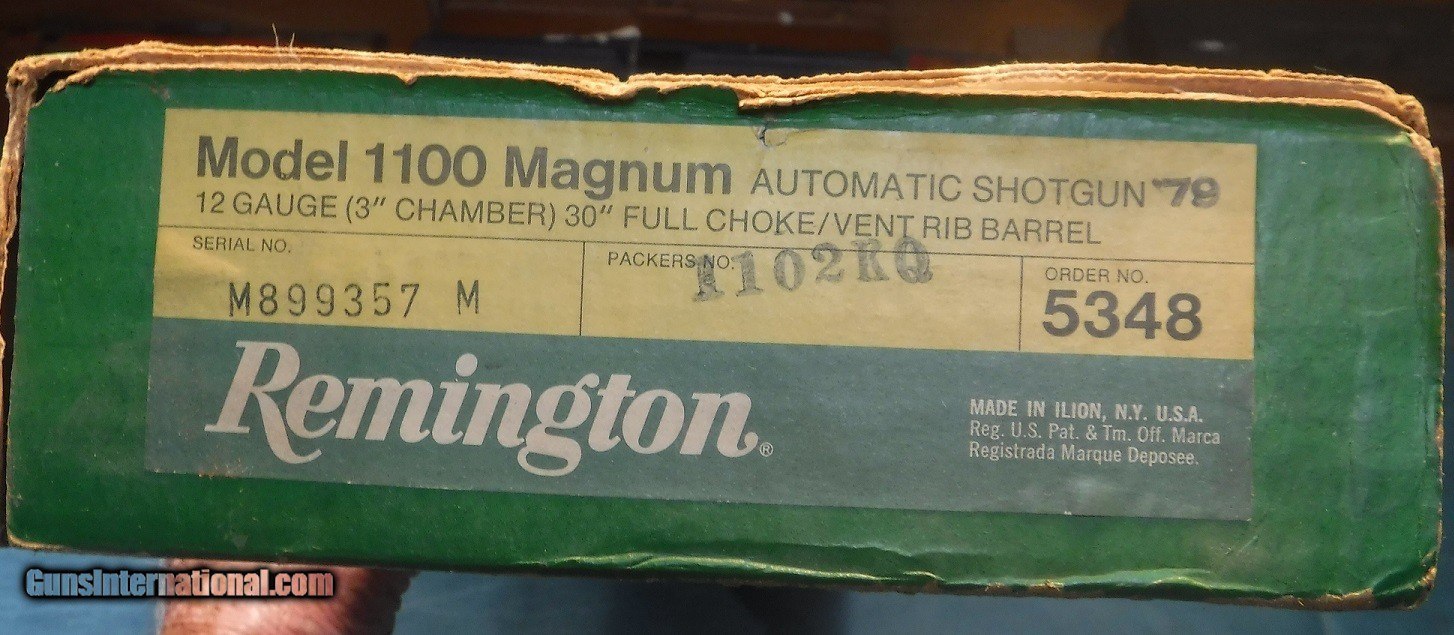 Model 1100 Magnum AUTOMATIC SHOTGUN '79
12 GAUGE (3" CHAMBER) 30" FULL CHOKE/VENT RIB BARREL
SERIAL NO.
M899357 M
PACKERS NO.
1102KQ
ORDER NO.
5348
Remington®
MADE IN ILION, N.Y. U.S.A.
Reg. U.S. Pat. & Tm. Off. Marca
Registrada Marque Deposee.
GunsInternational.com